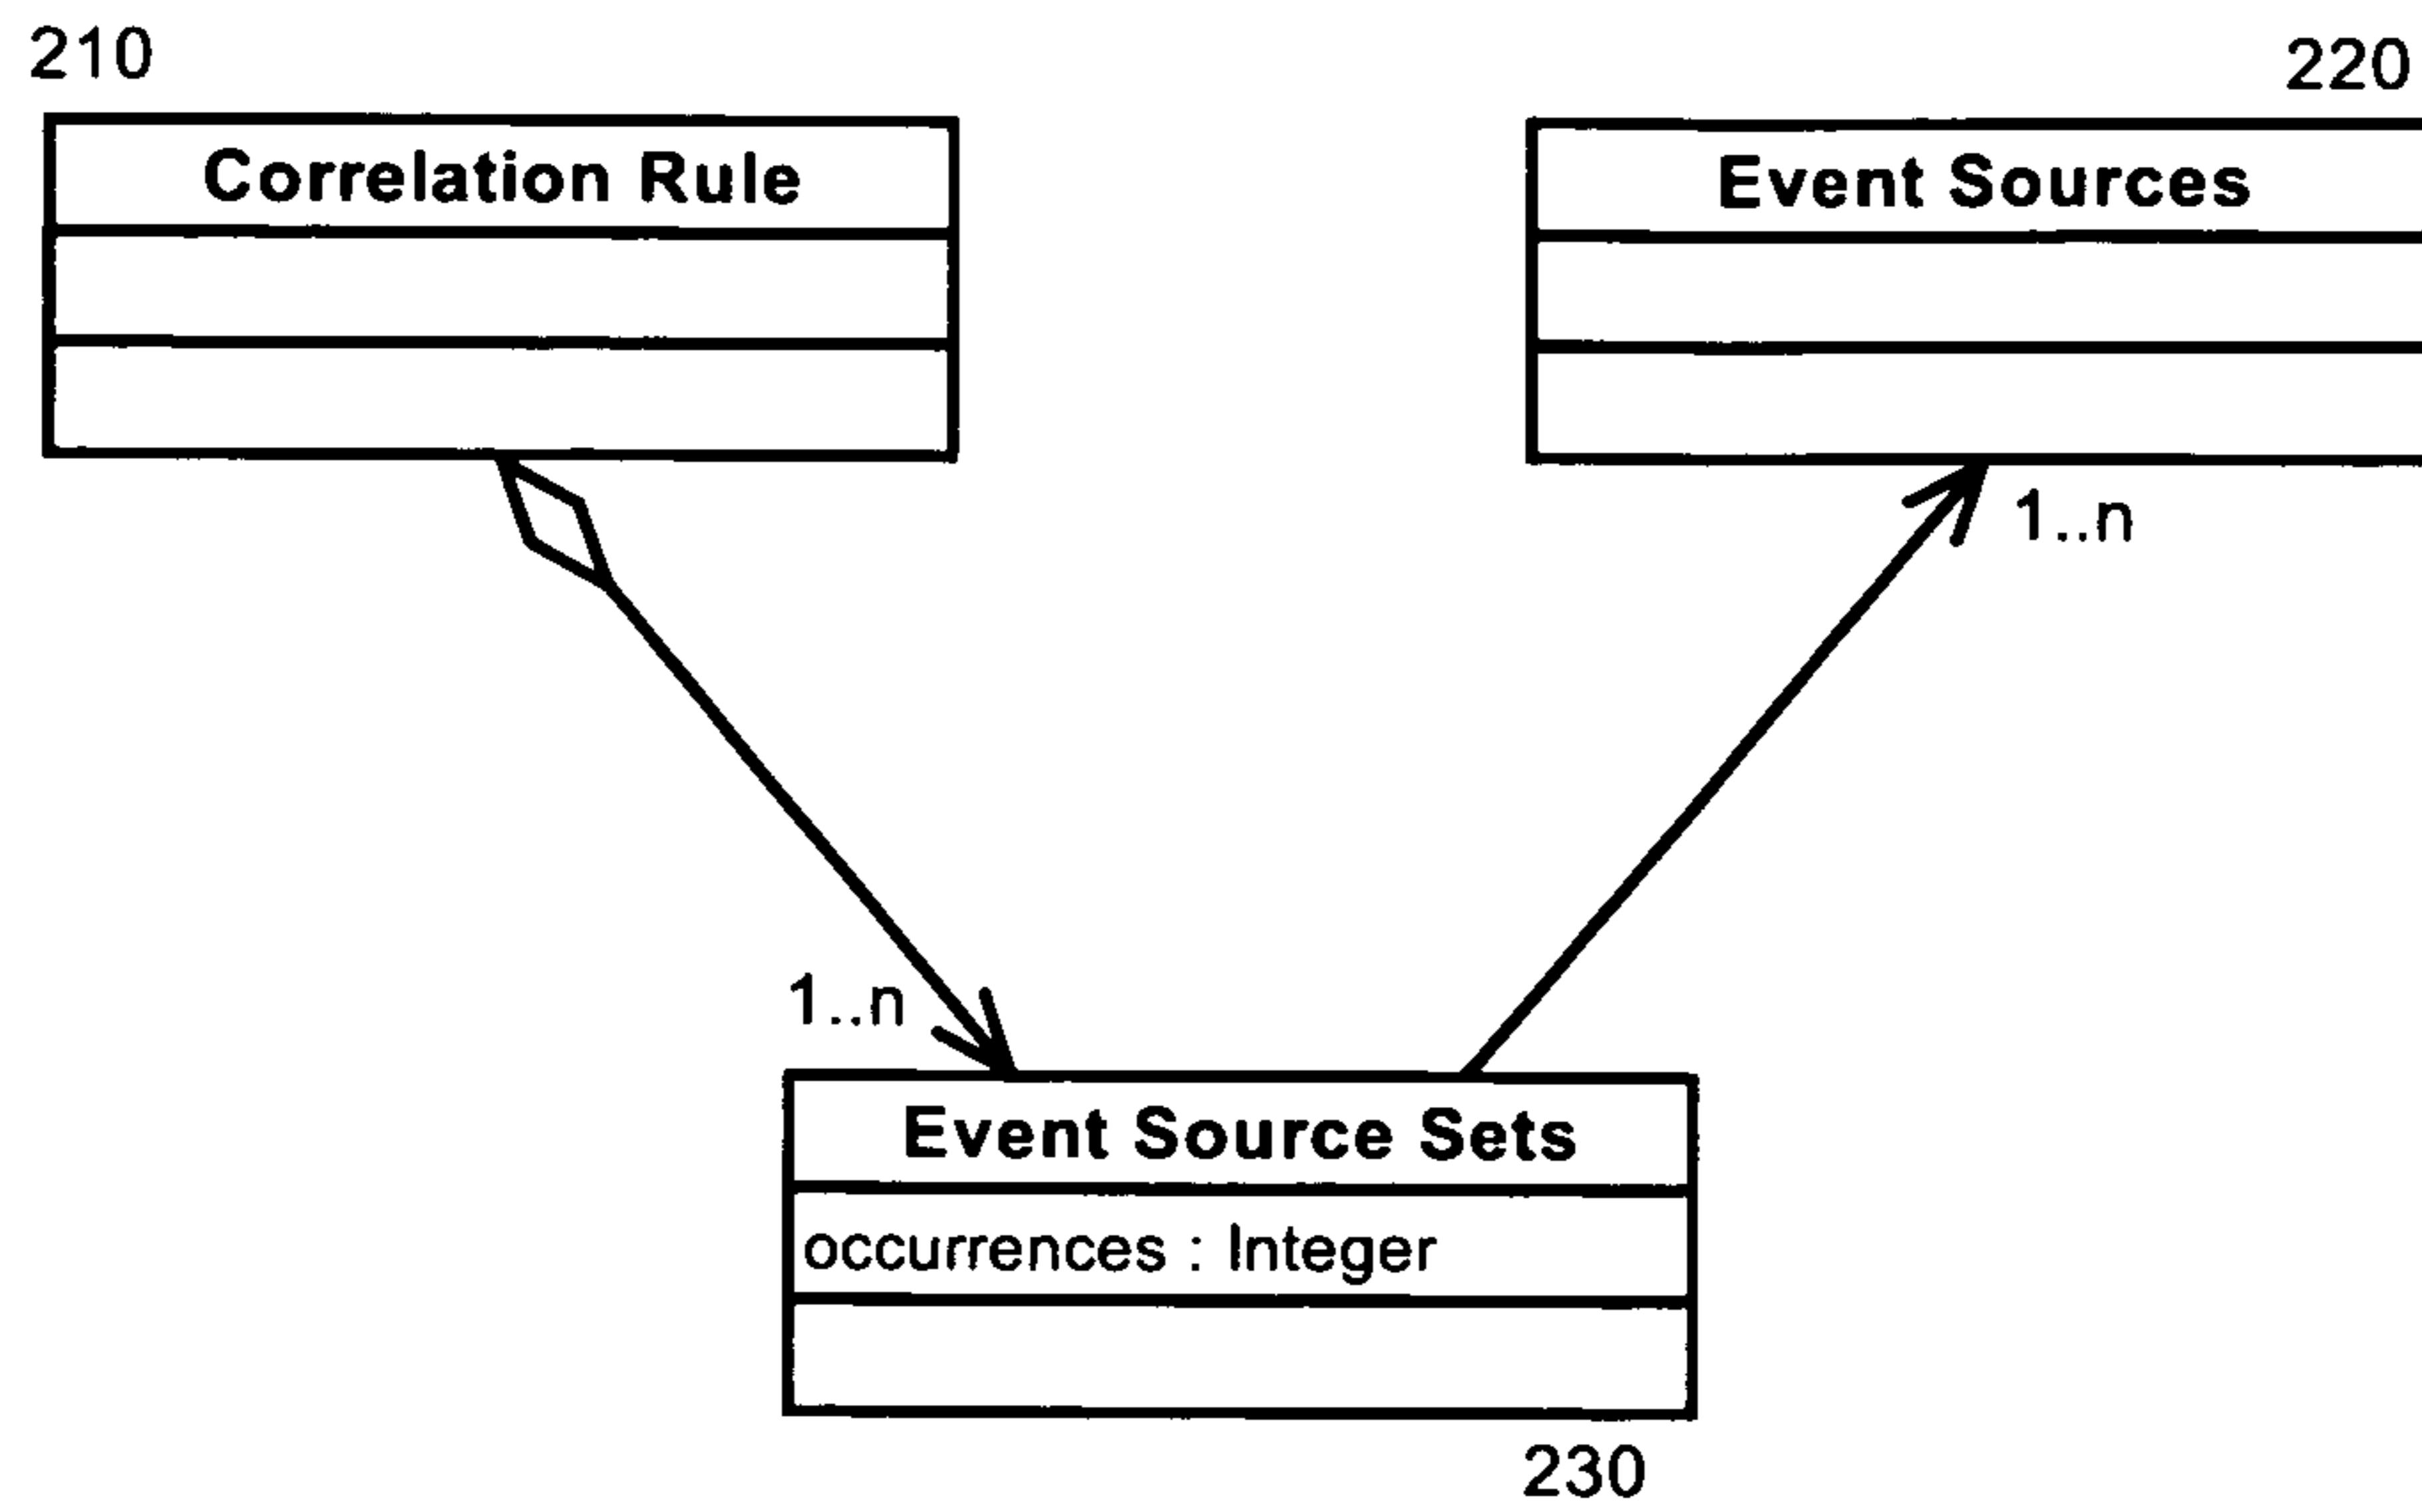 210
220
Correlation Rule
Event Sources
1..n
1..n
Event Source Sets
occurrences : Integer
230